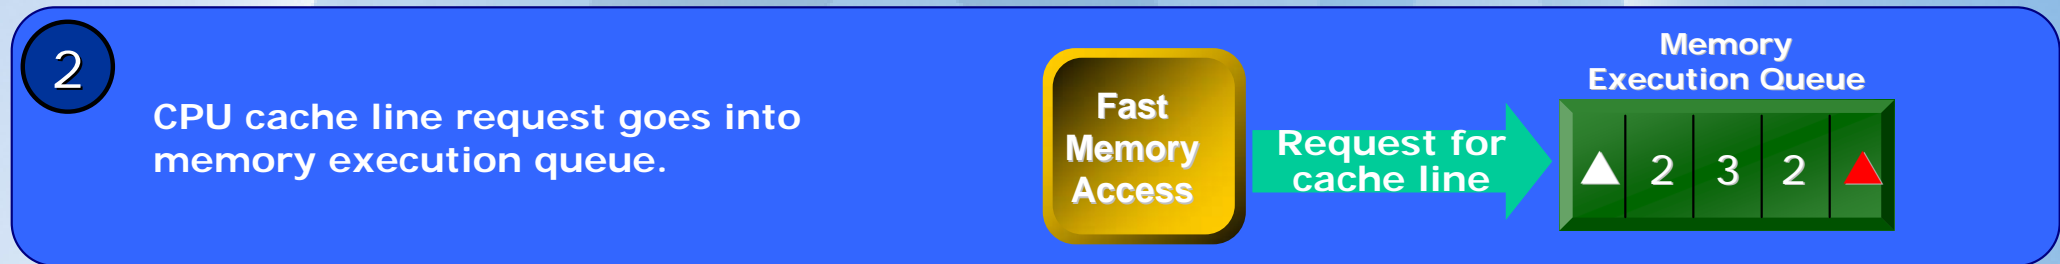 2
CPU cache line request goes into
memory execution queue.
Fast
Memory
Access
Request for
cache line
Memory
Execution Queue
2 3 2